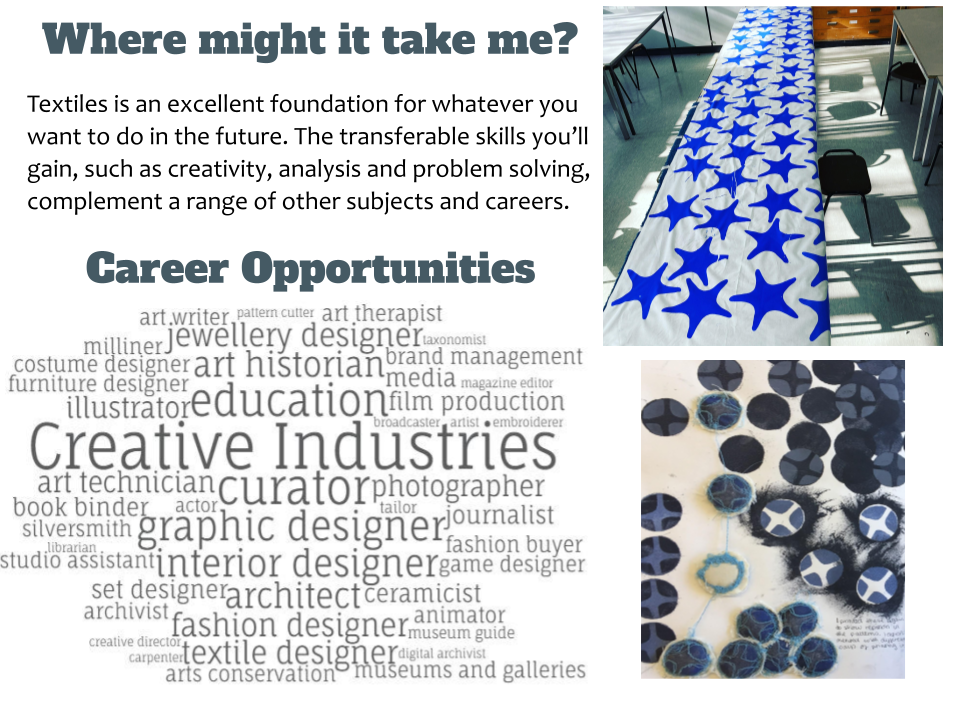 Where might it take me?
Textiles is an excellent foundation for whatever you
want to do in the future. The transferable skills you’ll
gain, such as creativity, analysis and problem solving,
complement a range of other subjects and careers.
Career Opportunities
art writer pattern cutter art therapist
milliner jewellery designer taxonomist
costume designer art historian brand management
furniture designer media magazine editor
illustrator education film production
broadcaster artist embroiderer
Creative Industries
art technician curator photographer
book binder actor tailor journalist
silversmith graphic designer
librarian fashion buyer
studio assistant interior designer game designer
set designer architect ceramicist
archivist fashion designer animator
museum guide
creative director textile designer digital archivist
carpenter arts conservation museums and galleries